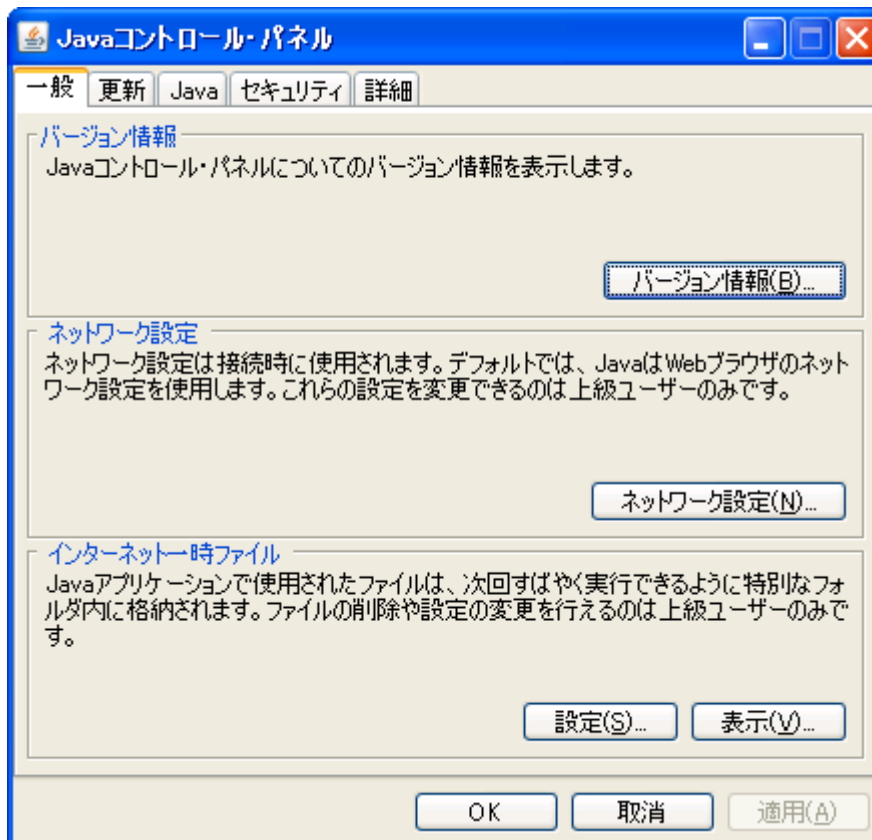 Javaコントロール・パネル
一般 更新 Java セキュリティ 詳細
バージョン情報
Javaコントロール・パネルについてのバージョン情報を表示します。
バージョン情報(B)...
ネットワーク設定
ネットワーク設定は接続時に使用されます。デフォルトでは、JavaはWebブラウザのネット
ワーク設定を使用します。これらの設定を変更できるのは上級ユーザーのみです。
ネットワーク設定(N)...
インターネット一時ファイル
Javaアプリケーションで使用されたファイルは、次回すばやく実行できるように特別なフォ
ルダ内に格納されます。ファイルの削除や設定の変更を行えるのは上級ユーザーのみで
す。
設定(S)... 表示(V)...
OK 取消 適用(A)